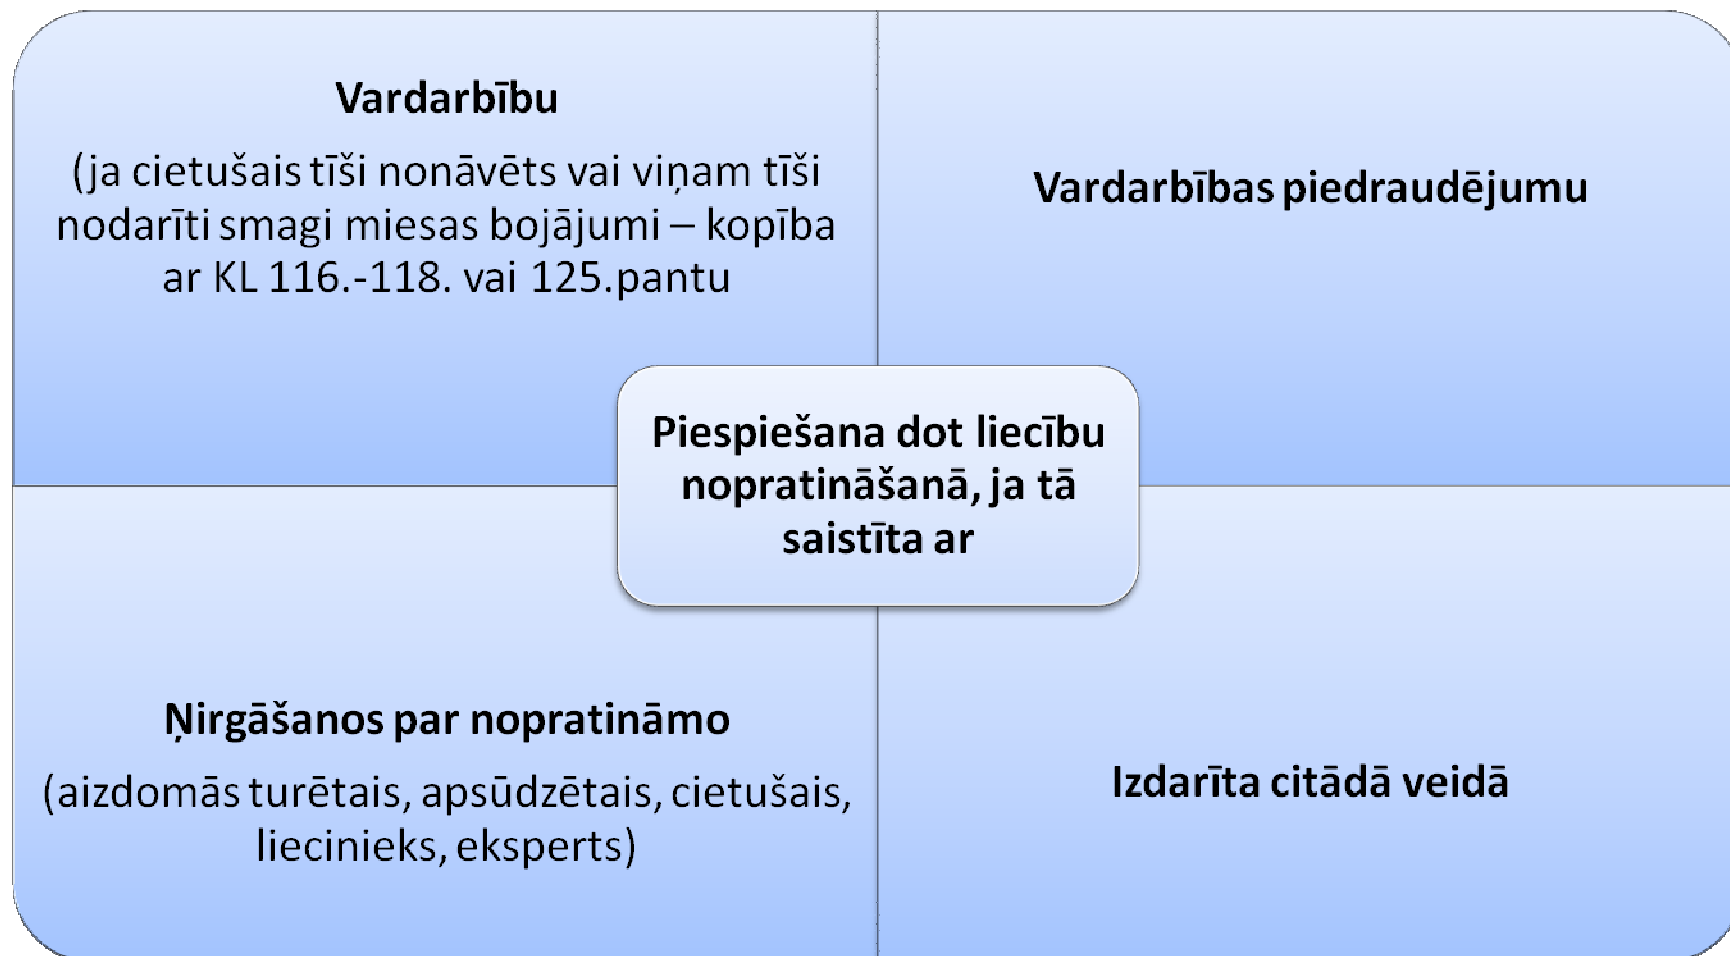 Vardarbību
(ja cietušais tīši nonāvēts vai viņam tīši
nodarīti smagi miesas bojājumi – kopība
ar KL 116.-118. vai 125.pantu
Vardarbības piedraudējumu
Piespiešana dot liecību
nopratināšanā, ja tā
saistīta ar
Ņirgāšanos par nopratināmo
(aizdomās turētais, apsūdzētais, cietušais,
liecinieks, eksperts)
Izdarīta citādā veidā